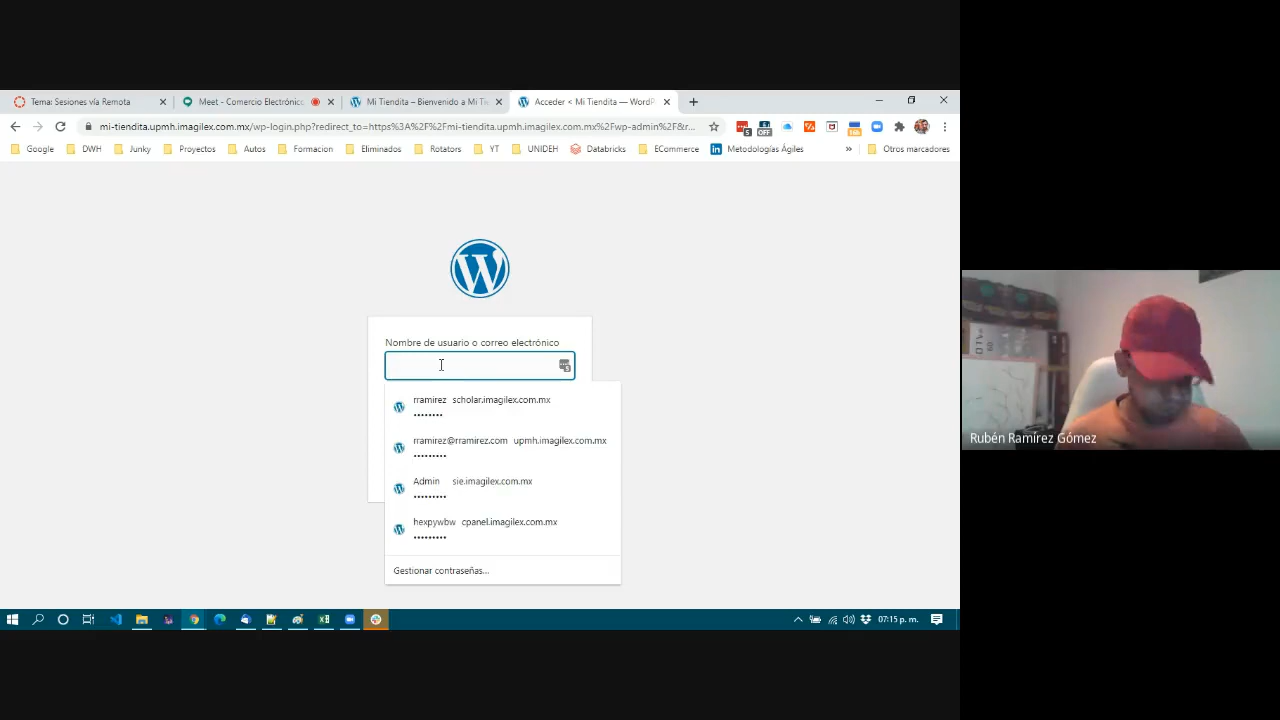 Tema: Sesiones vía Remota
Meet - Comercio Electrónic
Mi Tiendita – Bienvenido a Mi Ti
Acceder < Mi Tiendita — WordP
mi-tiendita.upmh.imagilex.com.mx/wp-login.php?redirect_to=https%3A%2F%2Fmi-tiendita.upmh.imagilex.com.mx%2Fwp-admin%2F&r...
Google DWH Junky Proyectos Autos Formacion Eliminados Rotators YT UNIDEH Databricks ECommerce Metodologías Ágiles » Otros marcadores
Nombre de usuario o correo electrónico
rramirez scholar.imagilex.com.mx
••••••••
rramirez@rramirez.com upmh.imagilex.com.mx
•••••••••
Admin sie.imagilex.com.mx
•••••••••
hexpywbw cpanel.imagilex.com.mx
•••••••••
Gestionar contraseñas...
Rubén Ramírez Gómez
07:15 p. m.